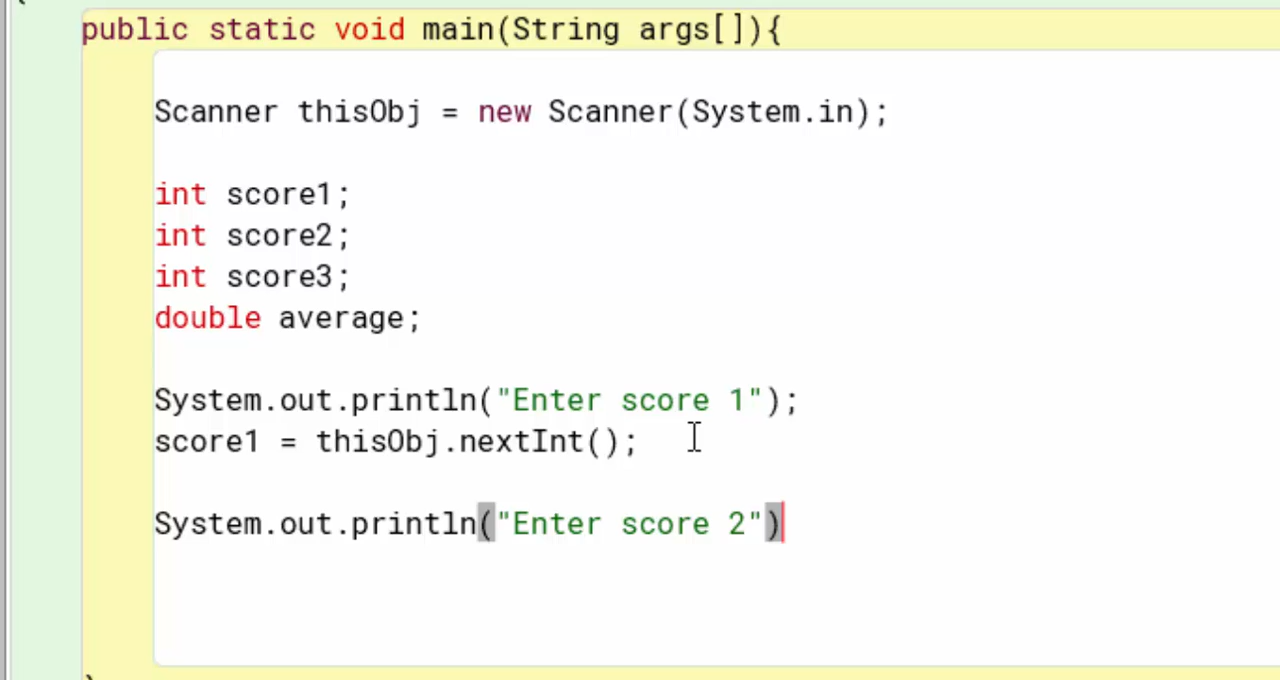 public static void main(String args[]){
Scanner thisObj = new Scanner(System.in);
int score1;
int score2;
int score3;
double average;
System.out.println("Enter score 1");
score1 = thisObj.nextInt();
System.out.println("Enter score 2")